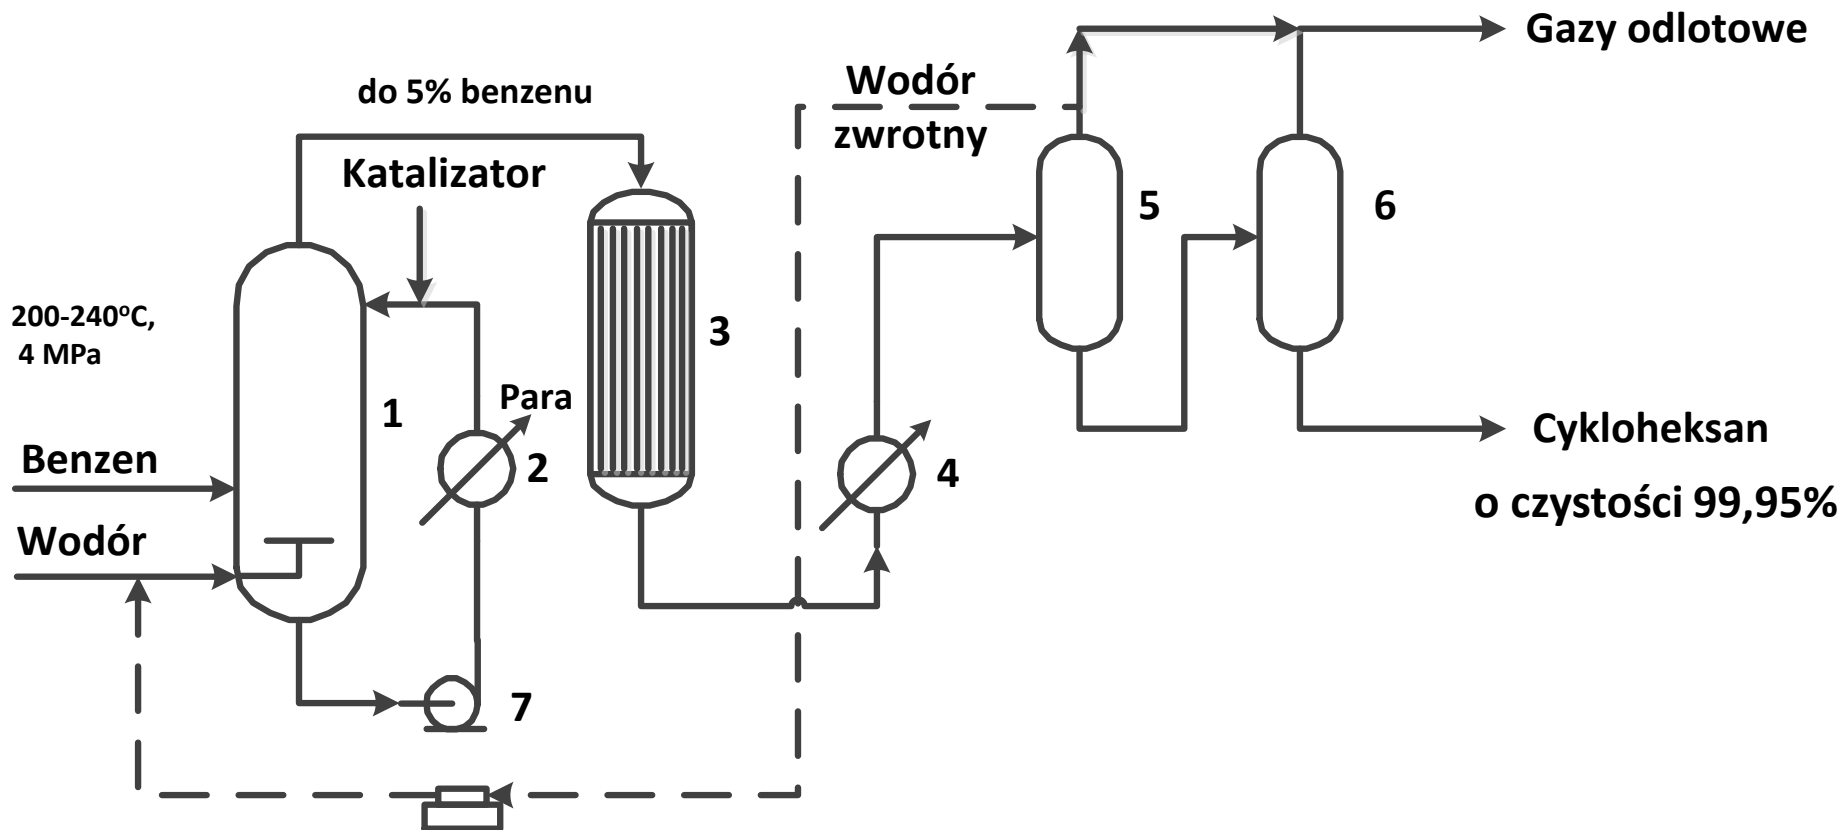 Gazy odlotowe
Wodór
zwrotny
do 5% benzenu
Katalizator
5
6
200-240°C,
4 MPa
3
Para
1
Benzen
2
4
Cykloheksan
o czystości 99,95%
Wodór
7